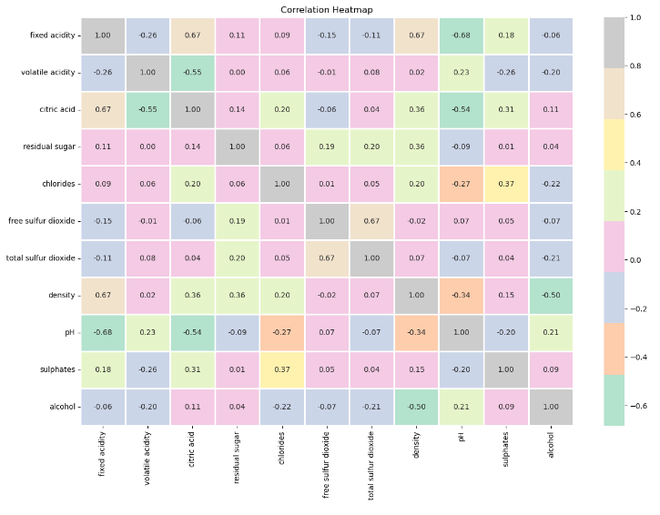 Correlation Heatmap
fixed acidity 1.00 -0.26 0.67 0.11 0.09 -0.15 -0.11 0.67 -0.68 0.18 -0.06
volatile acidity -0.26 1.00 -0.55 0.00 0.06 -0.01 0.08 0.02 0.23 -0.26 -0.20
citric acid 0.67 -0.55 1.00 0.14 0.20 -0.06 0.04 0.36 -0.54 0.31 0.11
residual sugar 0.11 0.00 0.14 1.00 0.06 0.19 0.20 0.36 -0.09 0.01 0.04
chlorides 0.09 0.06 0.20 0.06 1.00 0.01 0.05 0.20 -0.27 0.37 -0.22
free sulfur dioxide -0.15 -0.01 -0.06 0.19 0.01 1.00 0.67 -0.02 0.07 0.05 -0.07
total sulfur dioxide -0.11 0.08 0.04 0.20 0.05 0.67 1.00 0.07 -0.07 0.04 -0.21
density 0.67 0.02 0.36 0.36 0.20 -0.02 0.07 1.00 -0.34 0.15 -0.50
pH -0.68 0.23 -0.54 -0.09 -0.27 0.07 -0.07 -0.34 1.00 -0.20 0.21
sulphates 0.18 -0.26 0.31 0.01 0.37 0.05 0.04 0.15 -0.20 1.00 0.09
alcohol -0.06 -0.20 0.11 0.04 -0.22 -0.07 -0.21 -0.50 0.21 0.09 1.00
fixed acidity
volatile acidity
citric acid
residual sugar
chlorides
free sulfur dioxide
total sulfur dioxide
density
pH
sulphates
alcohol
1.0
0.8
0.6
0.4
0.2
0.0
−0.2
−0.4
−0.6